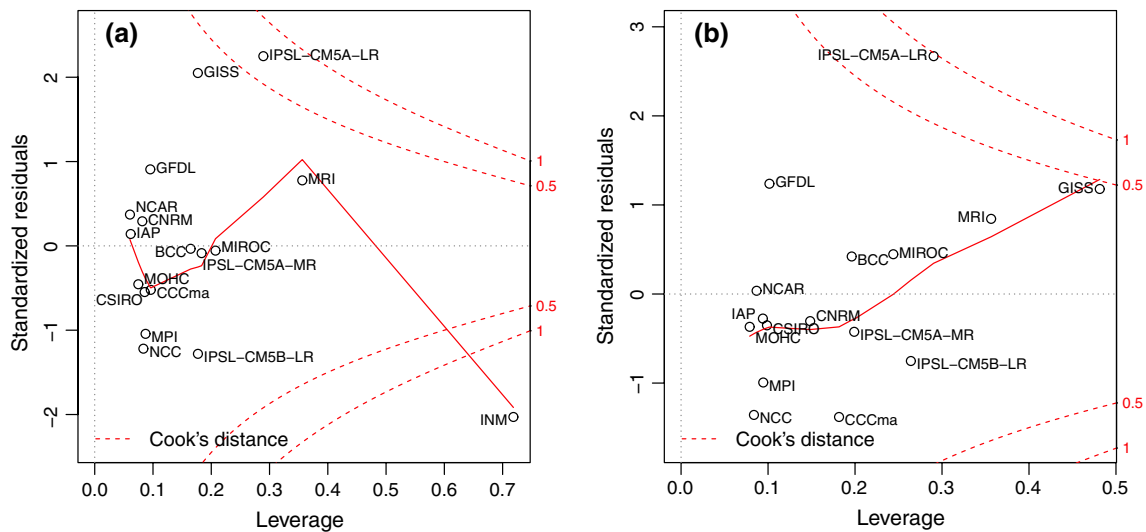 (a)
2
1
0
−1
−2
Standardized residuals
IPSL−CM5A−LR
GISS
GFDL
MRI
NCAR
CNRM
IAP
BCC
MIROC
IPSL−CM5A−MR
MOHC
CSIRO
CCCma
MPI
NCC
IPSL−CM5B−LR
INM
Cook's distance
1
0.5
0.5
1
0.0 0.1 0.2 0.3 0.4 0.5 0.6 0.7
Leverage
(b)
3
2
1
0
−1
Standardized residuals
IPSL−CM5A−LR
GFDL
GISS
MRI
BCC
MIROC
NCAR
IAP
CNRM
CSIRO
MOHC
IPSL−CM5A−MR
IPSL−CM5B−LR
MPI
NCC
CCCma
Cook's distance
1
0.5
0.5
1
0.0 0.1 0.2 0.3 0.4 0.5
Leverage